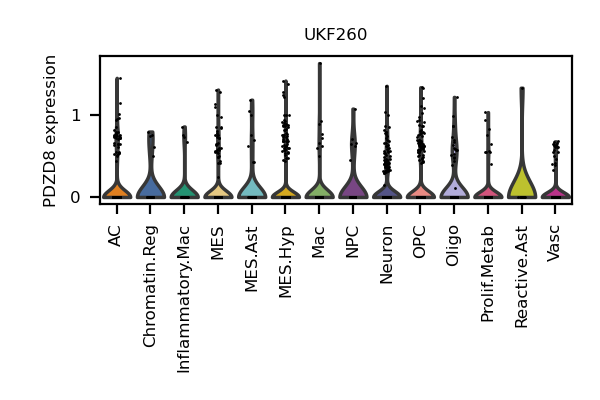 UKF260
PDZD8 expression
1
0
AC
Chromatin.Reg
Inflammatory.Mac
MES
MES.Ast
MES.Hyp
Mac
NPC
Neuron
OPC
Oligo
Prolif.Metab
Reactive.Ast
Vasc